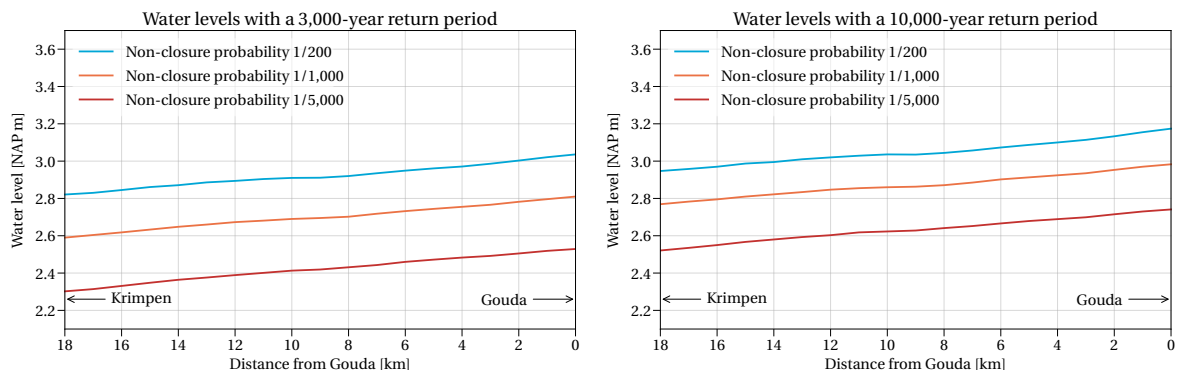 Water levels with a 3,000-year return period
Non-closure probability 1/200
Non-closure probability 1/1,000
Non-closure probability 1/5,000
Water level [NAP m]
3.6
3.4
3.2
3.0
2.8
2.6
2.4
2.2
Krimpen
Gouda
18 16 14 12 10 8 6 4 2 0
Distance from Gouda [km]
Water levels with a 10,000-year return period
Non-closure probability 1/200
Non-closure probability 1/1,000
Non-closure probability 1/5,000
Water level [NAP m]
3.6
3.4
3.2
3.0
2.8
2.6
2.4
2.2
Krimpen
Gouda
18 16 14 12 10 8 6 4 2 0
Distance from Gouda [km]